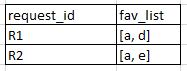 request_id fav_list
R1 [a, d]
R2 [a, e]